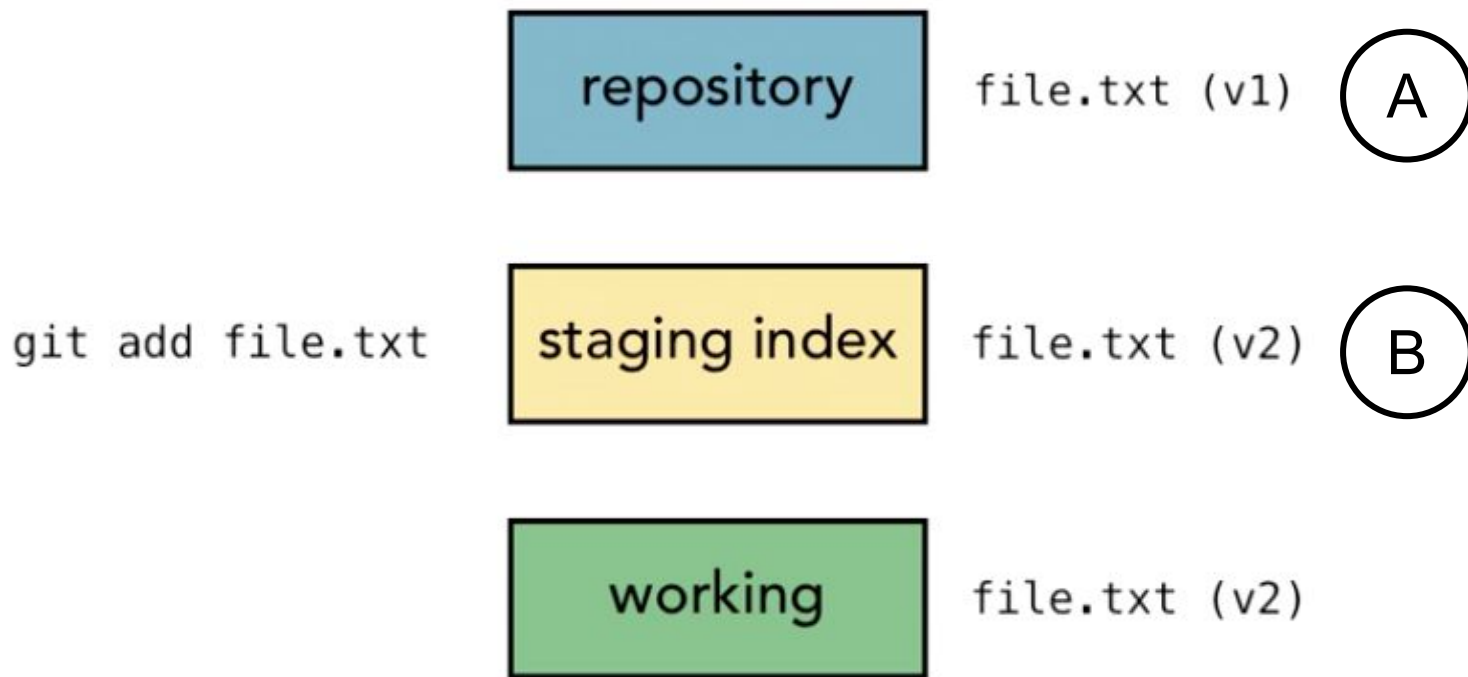 repository file.txt (v1) A
git add file.txt staging index file.txt (v2) B
working file.txt (v2)